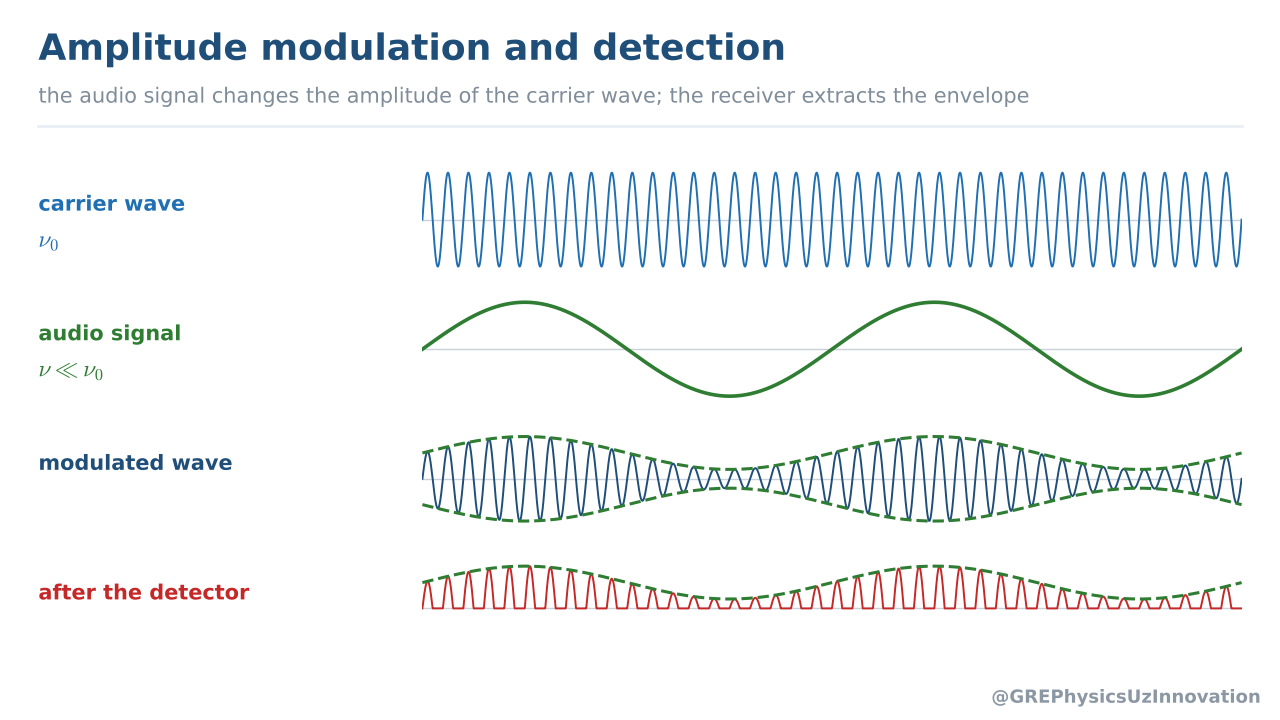 Amplitude modulation and detection
the audio signal changes the amplitude of the carrier wave; the receiver extracts the envelope
carrier wave
ν₀
audio signal
ν ≪ ν₀
modulated wave
after the detector
@GREPhysicsUzInnovation